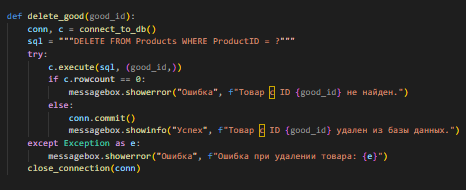 def delete_good(good_id):
    conn, c = connect_to_db()
    sql = """DELETE FROM Products WHERE ProductID = ?"""
    try:
        c.execute(sql, (good_id,))
        if c.rowcount == 0:
            messagebox.showerror("Ошибка", f"Товар с ID {good_id} не найден.")
        else:
            conn.commit()
            messagebox.showinfo("Успех", f"Товар с ID {good_id} удален из базы данных.")
    except Exception as e:
        messagebox.showerror("Ошибка", f"Ошибка при удалении товара: {e}")
    close_connection(conn)